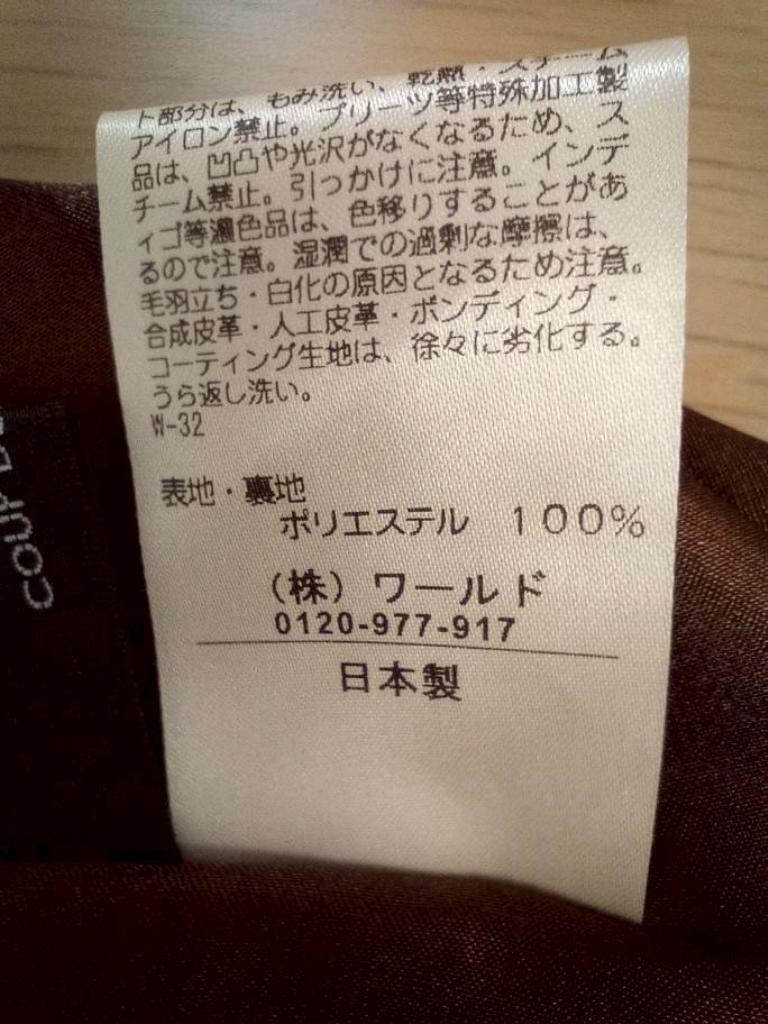 ト部分は、もみ洗い、乾熱・スチーム
アイロン禁止。プリーツ等特殊加工製
品は、凹凸や光沢がなくなるため、ス
チーム禁止。引っかけに注意。インデ
ィゴ等濃色品は、色移りすることがあ
るので注意。湿潤での過剰な摩擦は、
毛羽立ち・白化の原因となるため注意。
合成皮革・人工皮革・ボンディング・
コーティング生地は、徐々に劣化する。
うら返し洗い。
W-32
表地・裏地
ポリエステル 100%
(株) ワールド
0120-977-917
日本製
COUP